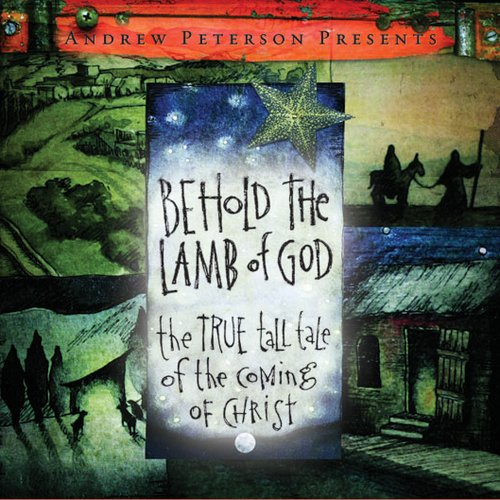 Andrew Peterson Presents
BEHOLD THE
LAMB of GOD
the TRUE tall tale
of the coming
OF CHRIST